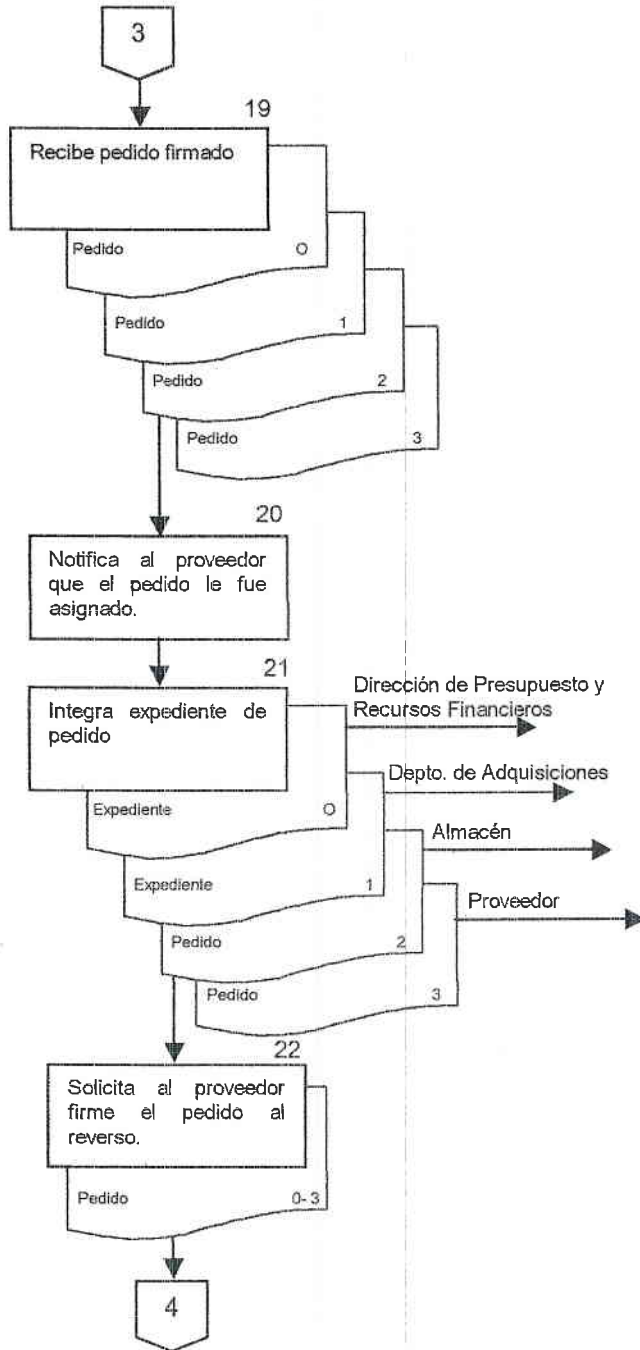 3
19
Recibe pedido firmado
Pedido O
Pedido 1
Pedido 2
Pedido 3
20
Notifica al proveedor
que el pedido le fue
asignado.
21
Integra expediente de
pedido
Dirección de Presupuesto y
Recursos Financieros
Depto. de Adquisiciones
Almacén
Proveedor
Expediente O
Expediente 1
Pedido 2
Pedido 3
22
Solicita al proveedor
firme el pedido al
reverso.
Pedido 0-3
4